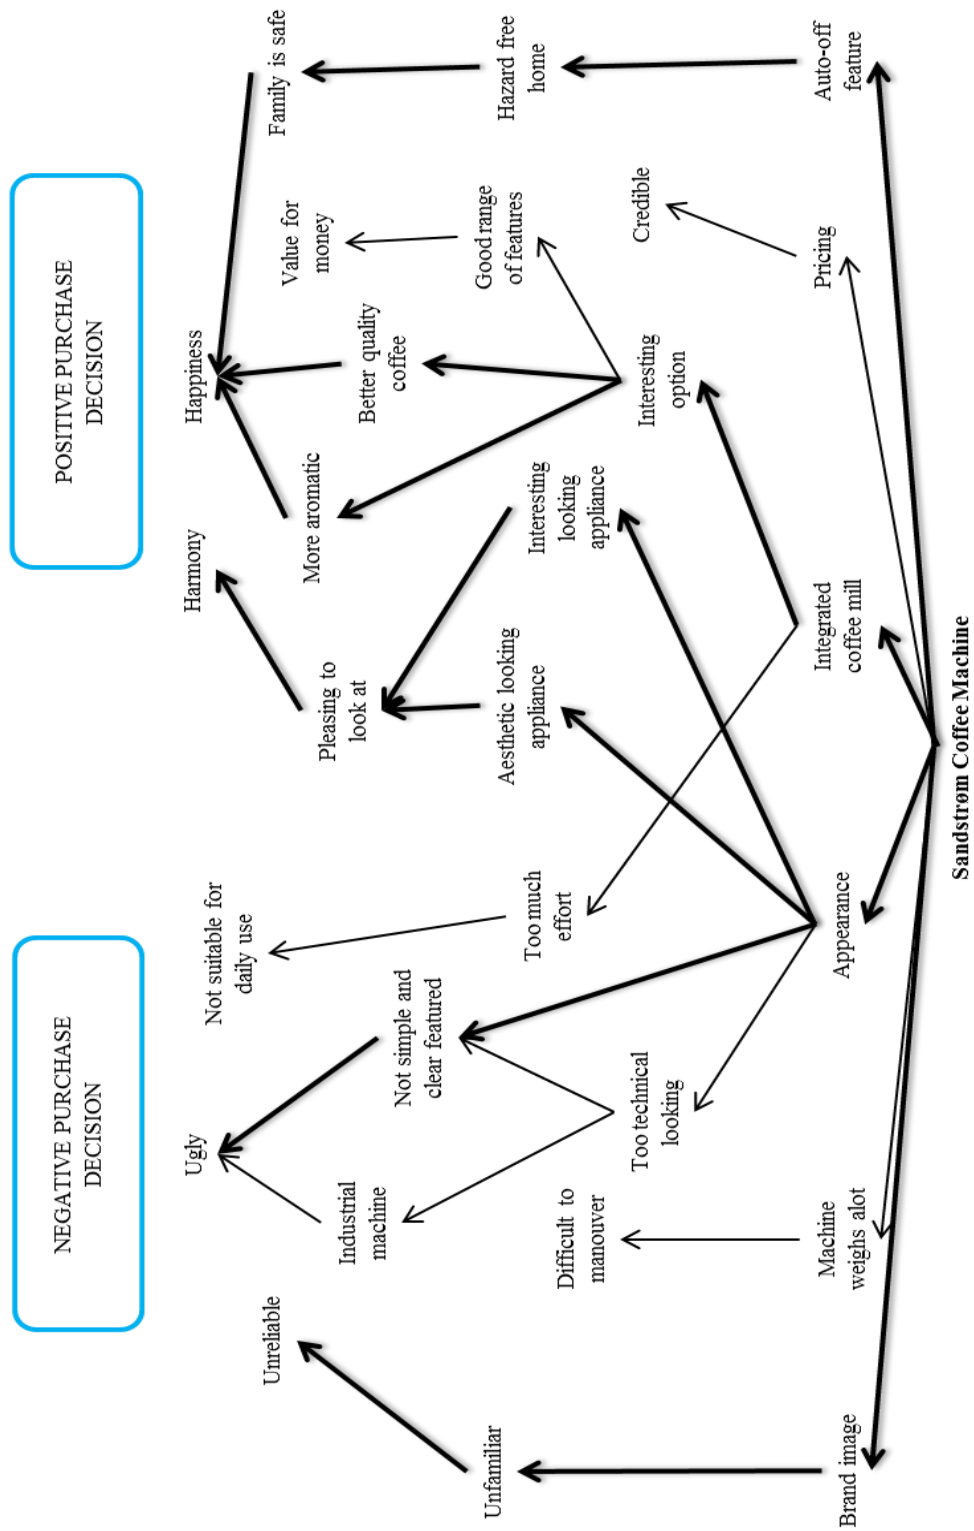 NEGATIVE PURCHASE
DECISION
POSITIVE PURCHASE
DECISION
Ugly
Not suitable for
daily use
Harmony
Happiness
Unreliable
Industrial
machine
Not simple and
clear featured
Pleasing to
look at
More aromatic
Better quality
coffee
Value for
money
Family is safe
Unfamiliar
Difficult to
manouver
Too technical
looking
Too much
effort
Aesthetic looking
appliance
Interesting
looking
appliance
Interesting
option
Good range
of features
Credible
Hazard free
home
Brand image
Machine
weighs alot
Appearance
Integrated
coffee mill
Pricing
Auto-off
feature
Sandstrøm Coffee Machine